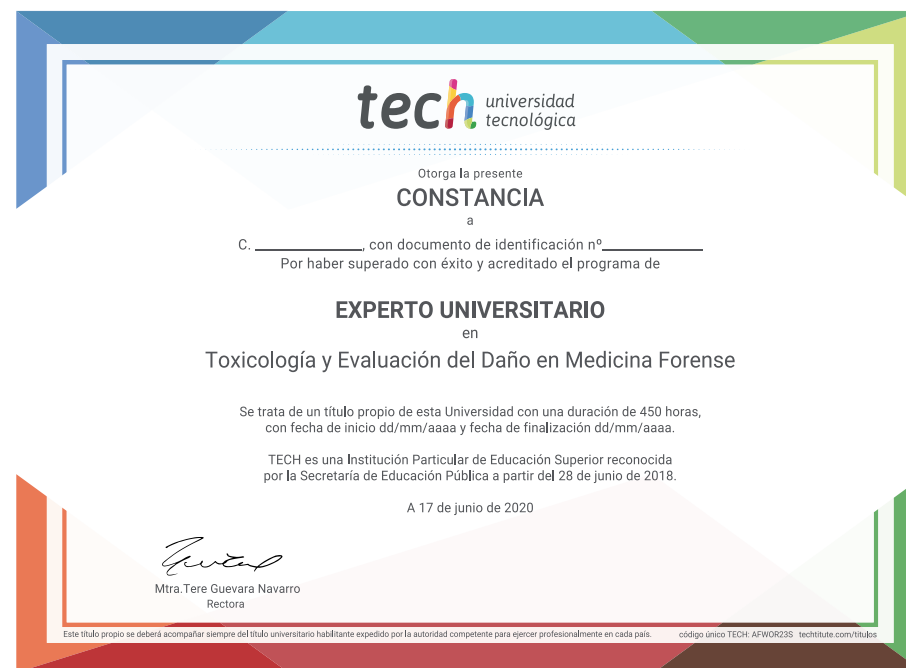 tech universidad
tecnológica
Otorga la presente
CONSTANCIA
a
C. ______________, con documento de identificación nº_____________
Por haber superado con éxito y acreditado el programa de
EXPERTO UNIVERSITARIO
en
Toxicología y Evaluación del Daño en Medicina Forense
Se trata de un título propio de esta Universidad con una duración de 450 horas,
con fecha de inicio dd/mm/aaaa y fecha de finalización dd/mm/aaaa.
TECH es una Institución Particular de Educación Superior reconocida
por la Secretaría de Educación Pública a partir del 28 de junio de 2018.
A 17 de junio de 2020
Mtra.Tere Guevara Navarro
Rectora
Este título propio se deberá acompañar siempre del título universitario habilitante expedido por la autoridad competente para ejercer profesionalmente en cada país. código único TECH: AFWOR23S techtitute.com/titulos